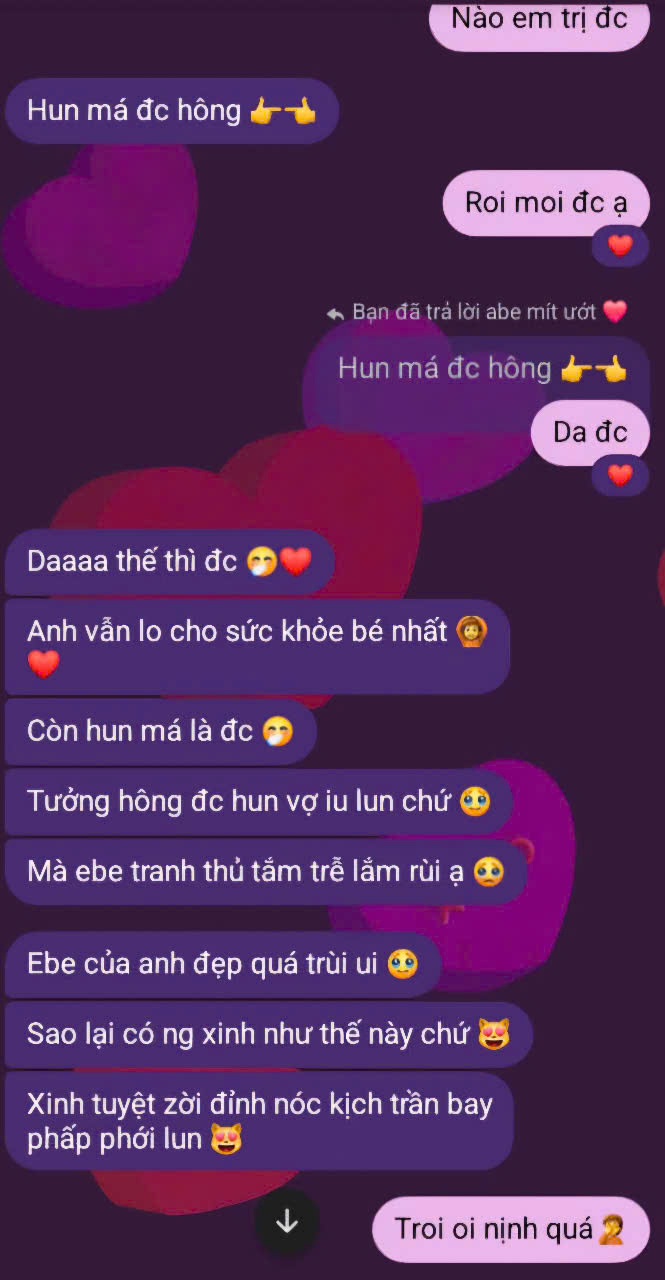 Nào em trị đc
Hun má đc hông 👉👈
Roi moi đc ạ
❤️
Bạn đã trả lời abe mít ướt ❤️
Hun má đc hông 👉👈
Da đc
❤️
Daaaa thế thì đc 🤭❤️
Anh vẫn lo cho sức khỏe bé nhất 🙆
❤️
Còn hun má là đc 🤭
Tưởng hông đc hun vợ iu lun chứ 🥹
Mà ebe tranh thủ tắm trễ lắm rùi ạ 🥺
Ebe của anh đẹp quá trùi ui 🥹
Sao lại có ng xinh như thế này chứ 😻
Xinh tuyệt zời đỉnh nóc kịch trần bay
phấp phới lun 😻
Troi oi nịnh quá 🤦